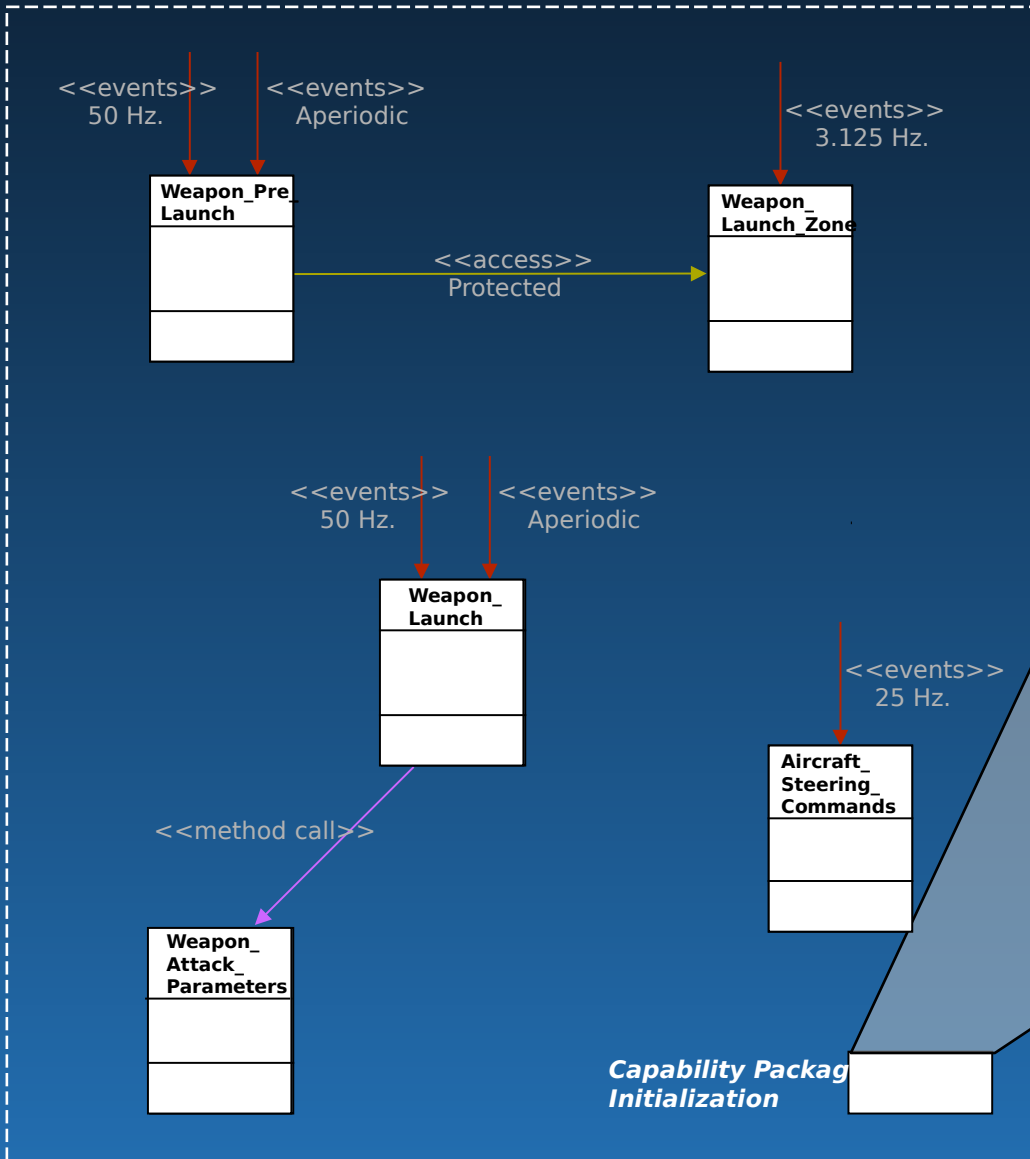 <<events>>
50 Hz.
<<events>>
Aperiodic
<<events>>
3.125 Hz.
Weapon_Pre_
Launch
Weapon_
Launch_Zone
<<access>>
Protected
<<events>>
50 Hz.
<<events>>
Aperiodic
Weapon_
Launch
<<events>>
25 Hz.
Aircraft_
Steering_
Commands
<<method call>>
Weapon_
Attack_
Parameters
Capability Packag
Initialization